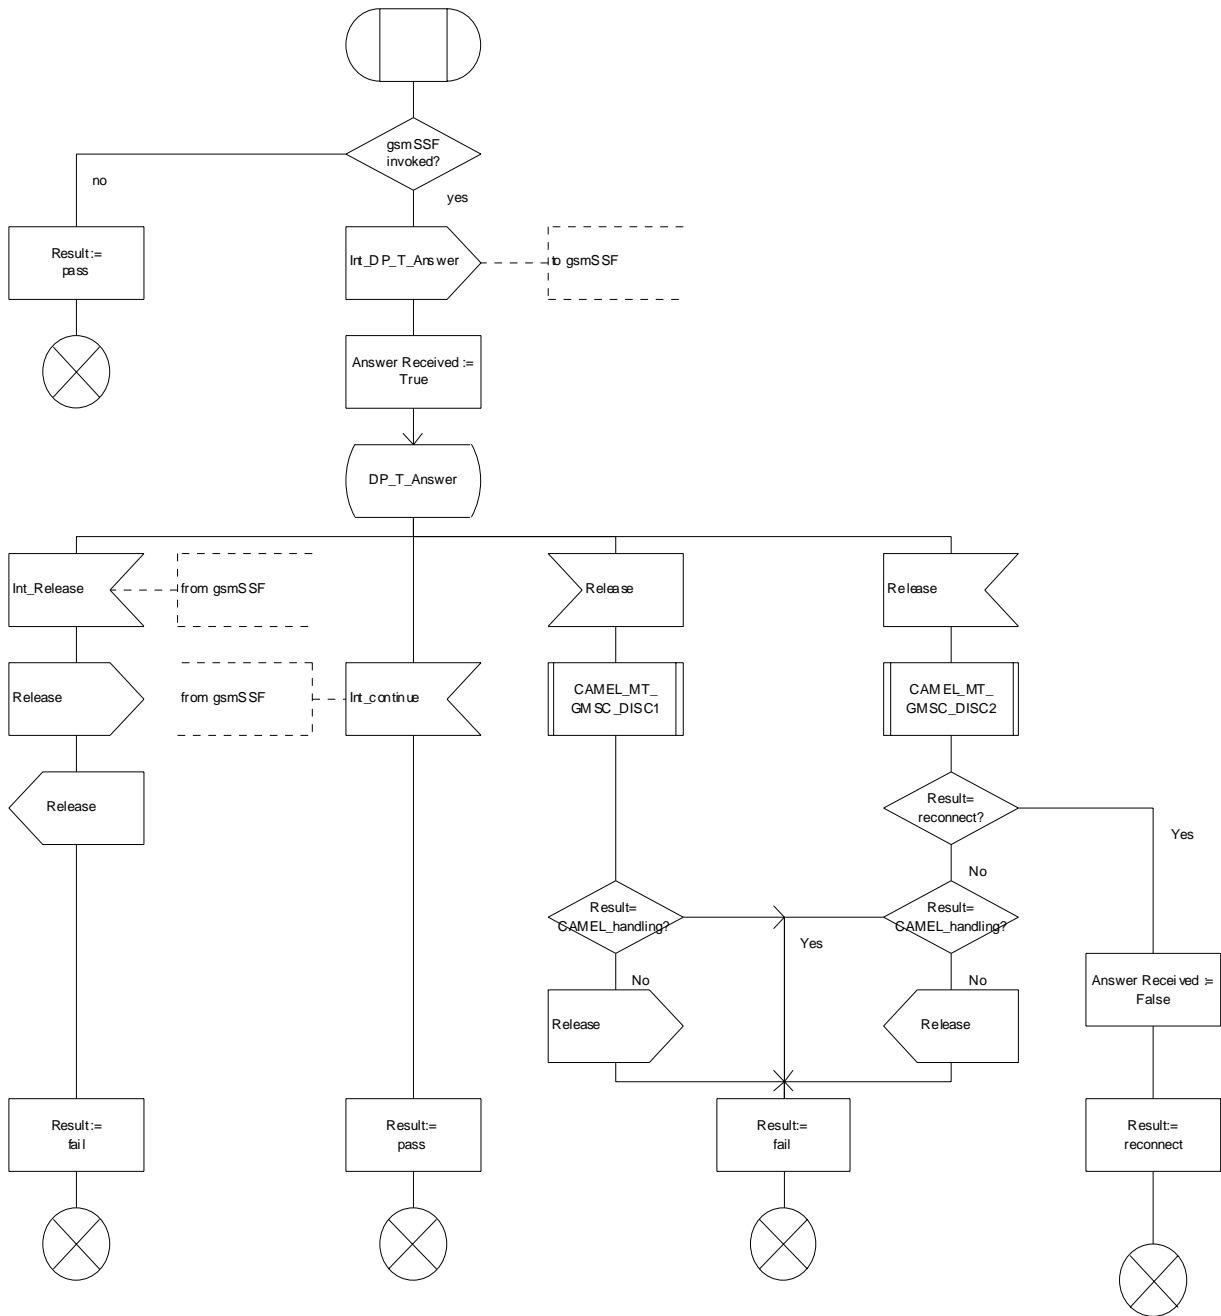 gsmSSF
invoked?
no
yes
Result:=
pass
Int_DP_T_Answer
to gsmSSF
Answer Received :=
True
DP_T_Answer
Int_Release
from gsmSSF
Release
Release
Release
from gsmSSF
Int_continue
CAMEL_MT_
GMSC_DISC1
CAMEL_MT_
GMSC_DISC2
Release
Result=
reconnect?
Yes
No
Result=
CAMEL_handling?
Yes
Result=
CAMEL_handling?
No
No
Answer Received :=
False
Release
Release
Result:=
fail
Result:=
pass
Result:=
fail
Result:=
reconnect